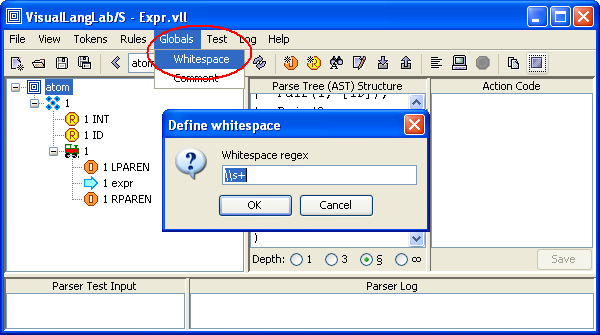 VisualLangLab/S - Expr.vll
File View Tokens Rules Globals Test Log Help
Whitespace
Comment
atom
atom
1
R 1 INT
R 1 ID
1
1 LPAREN
1 expr
1 RPAREN
Parse Tree (AST) Structure
Action Code
Define whitespace
Whitespace regex
\\s+
OK Cancel
)
Depth: 1 3 § ∞
Save
Parser Test Input
Parser Log